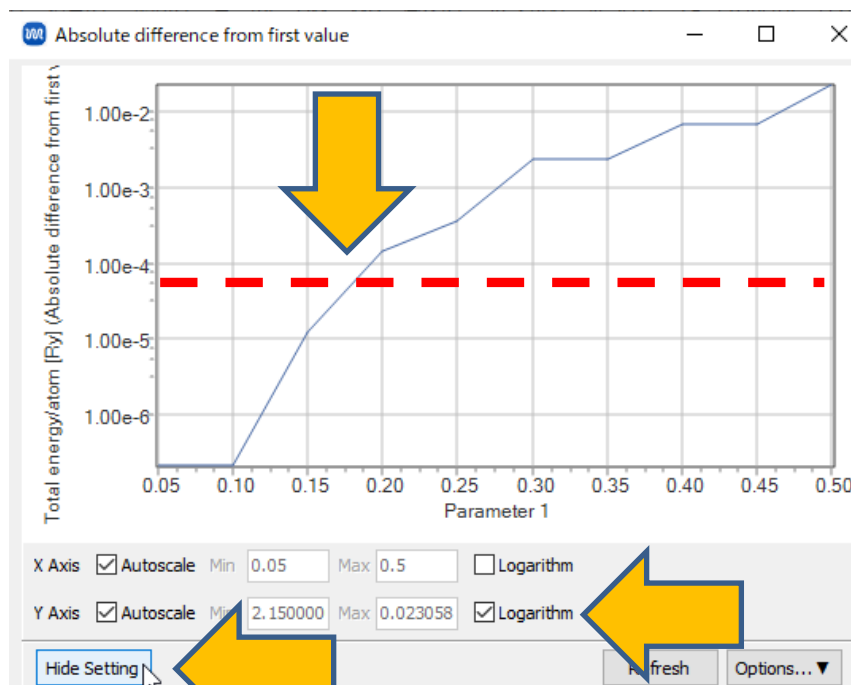 Absolute difference from first value
Total energy/atom [Ry] (Absolute difference from first
1.00e-2
1.00e-3
1.00e-4
1.00e-5
1.00e-6
0.05 0.10 0.15 0.20 0.25 0.30 0.35 0.40 0.45 0.50
Parameter 1
X Axis Autoscale Min 0.05 Max 0.5 Logarithm
Y Axis Autoscale 2.150000 Max 0.023058 Logarithm
Hide Setting Options...▼